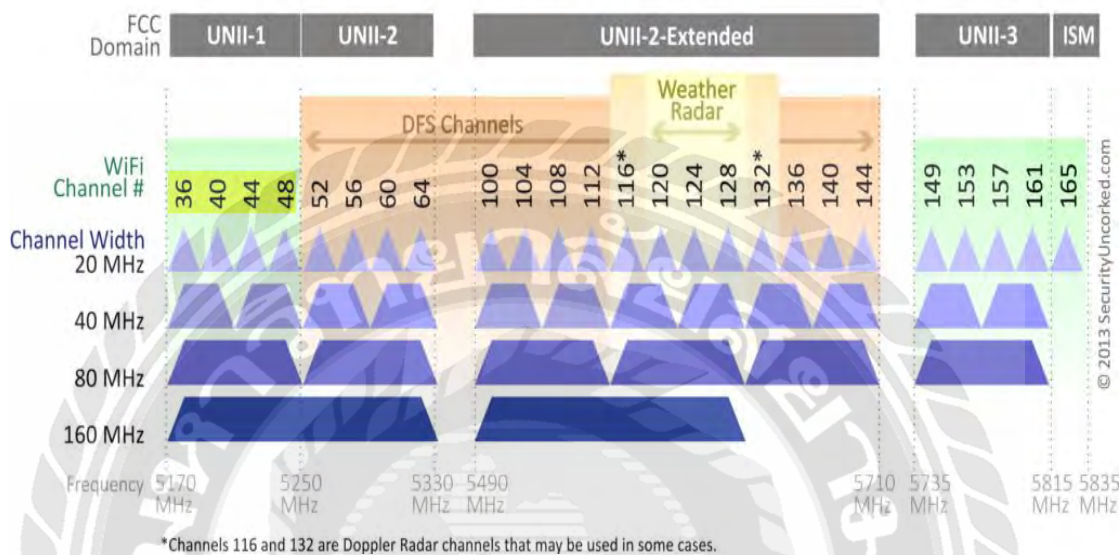 FCC Domain
UNII-1
UNII-2
UNII-2-Extended
UNII-3
ISM
Weather
Radar
DFS Channels
WiFi
Channel #
36 40 44 48 52 56 60 64 100 104 108 112 116* 120 124 128 132* 136 140 144 149 153 157 161 165
Channel Width
20 MHz
40 MHz
80 MHz
160 MHz
Frequency
5170 MHz
5250 MHz
5330 MHz
5490 MHz
5710 MHz
5735 MHz
5815 MHz
5835 MHz
*Channels 116 and 132 are Doppler Radar channels that may be used in some cases.
© 2013 SecurityUncorked.com